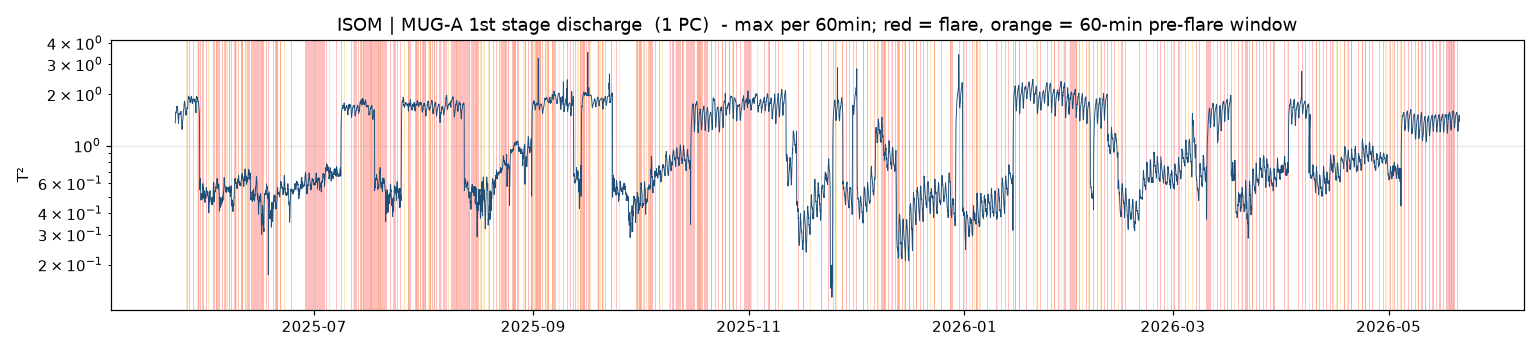 ISOM | MUG-A 1st stage discharge  (1 PC)  - max per 60min; red = flare, orange = 60-min pre-flare window
T²
4 × 10⁰
3 × 10⁰
2 × 10⁰
10⁰
6 × 10⁻¹
4 × 10⁻¹
3 × 10⁻¹
2 × 10⁻¹
2025-07 2025-09 2025-11 2026-01 2026-03 2026-05